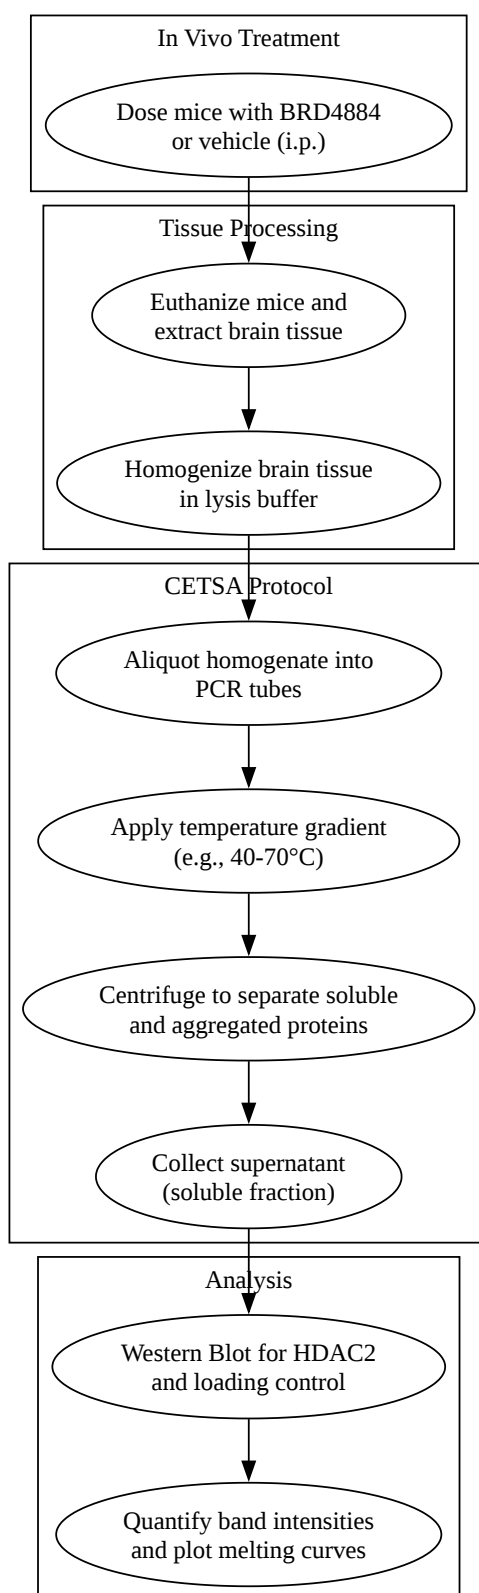 In Vivo Treatment
Dose mice with BRD4884
or vehicle (i.p.)
Tissue Processing
Euthanize mice and
extract brain tissue
Homogenize brain tissue
in lysis buffer
CETSA Protocol
Aliquot homogenate into
PCR tubes
Apply temperature gradient
(e.g., 40-70°C)
Centrifuge to separate soluble
and aggregated proteins
Collect supernatant
(soluble fraction)
Analysis
Western Blot for HDAC2
and loading control
Quantify band intensities
and plot melting curves